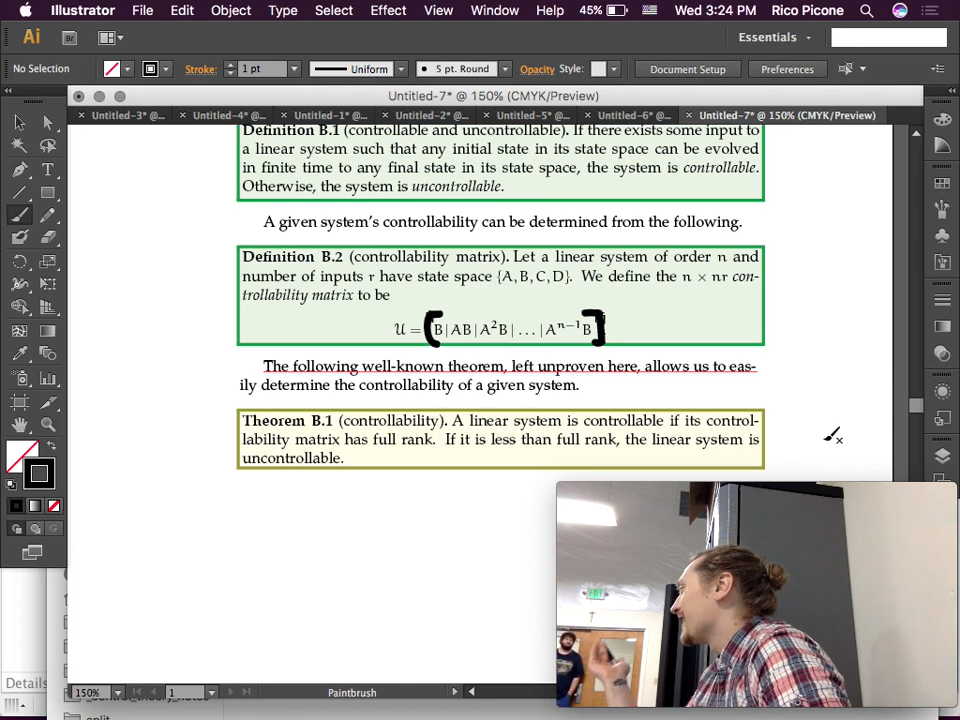 Illustrator File Edit Object Type Select Effect View Window Help 45% Wed 3:24 PM Rico Picone
Ai Br Essentials
No Selection Stroke: 1 pt Uniform 5 pt. Round Opacity Style: Document Setup Preferences
Untitled-7* @ 150% (CMYK/Preview)
Untitled-3* @... Untitled-4* @... Untitled-1* @... Untitled-2* @... Untitled-5* @... Untitled-6* @... Untitled-7* @ 150% (CMYK/Preview)
Definition B.1 (controllable and uncontrollable). If there exists some input to
a linear system such that any initial state in its state space can be evolved
in finite time to any final state in its state space, the system is controllable.
Otherwise, the system is uncontrollable.
A given system's controllability can be determined from the following.
Definition B.2 (controllability matrix). Let a linear system of order n and
number of inputs r have state space {A, B, C, D}. We define the n × nr con-
trollability matrix to be
U = [B | AB | A²B | ... | Aⁿ⁻¹B]
The following well-known theorem, left unproven here, allows us to eas-
ily determine the controllability of a given system.
Theorem B.1 (controllability). A linear system is controllable if its control-
lability matrix has full rank. If it is less than full rank, the linear system is
uncontrollable.
EXIT
Details
150% 1 Paintbrush
split